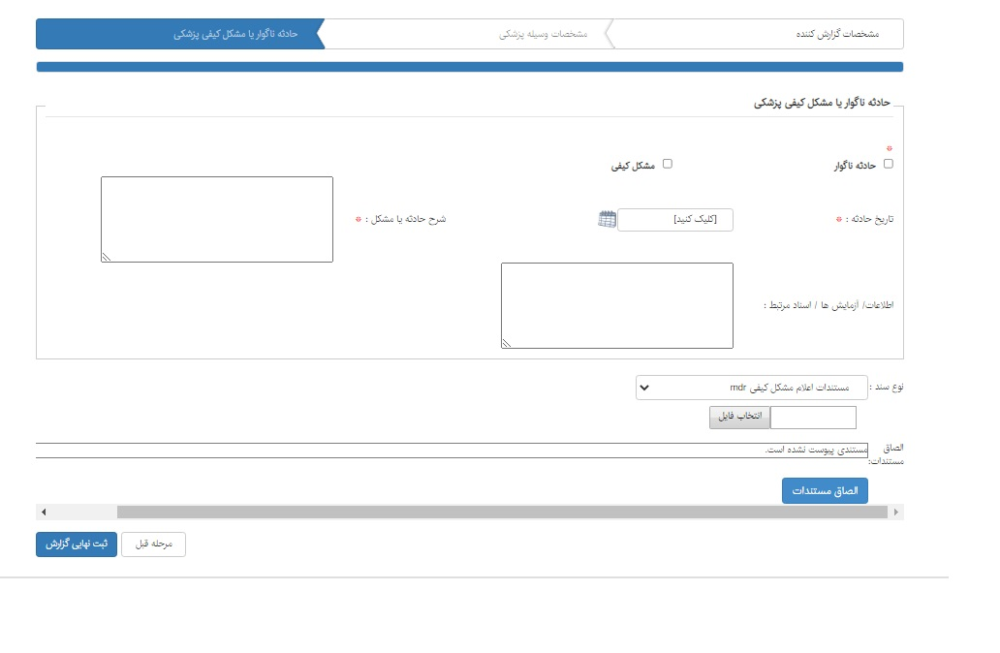 مشخصات گزارش کننده
مشخصات وسیله پزشکی
حادثه ناگوار یا مشکل کیفی پزشکی
حادثه ناگوار یا مشکل کیفی پزشکی
*
حادثه ناگوار
مشکل کیفی
تاریخ حادثه : *
[کلیک کنید]
شرح حادثه یا مشکل : *
اطلاعات/ آزمایش ها / اسناد مرتبط :
نوع سند :
مستندات اعلام مشکل کیفی mdr
انتخاب فایل
الصاق
مستندات:
مستندی پیوست نشده است.
الصاق مستندات
مرحله قبل
ثبت نهایی گزارش